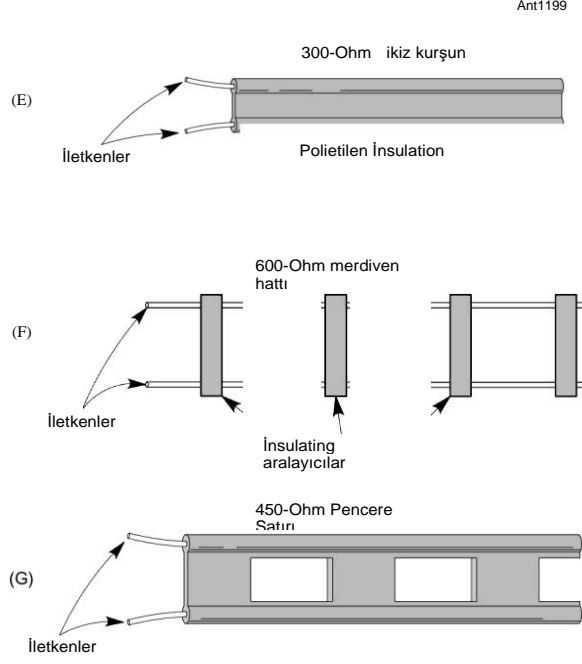 Ant1199
300-Ohm ikiz kurşun
(E)
İletkenler
Polietilen İnsulation
600-Ohm merdiven
hattı
(F)
İletkenler
İnsulating
aralayıcılar
450-Ohm Pencere
Satırı
(G)
İletkenler